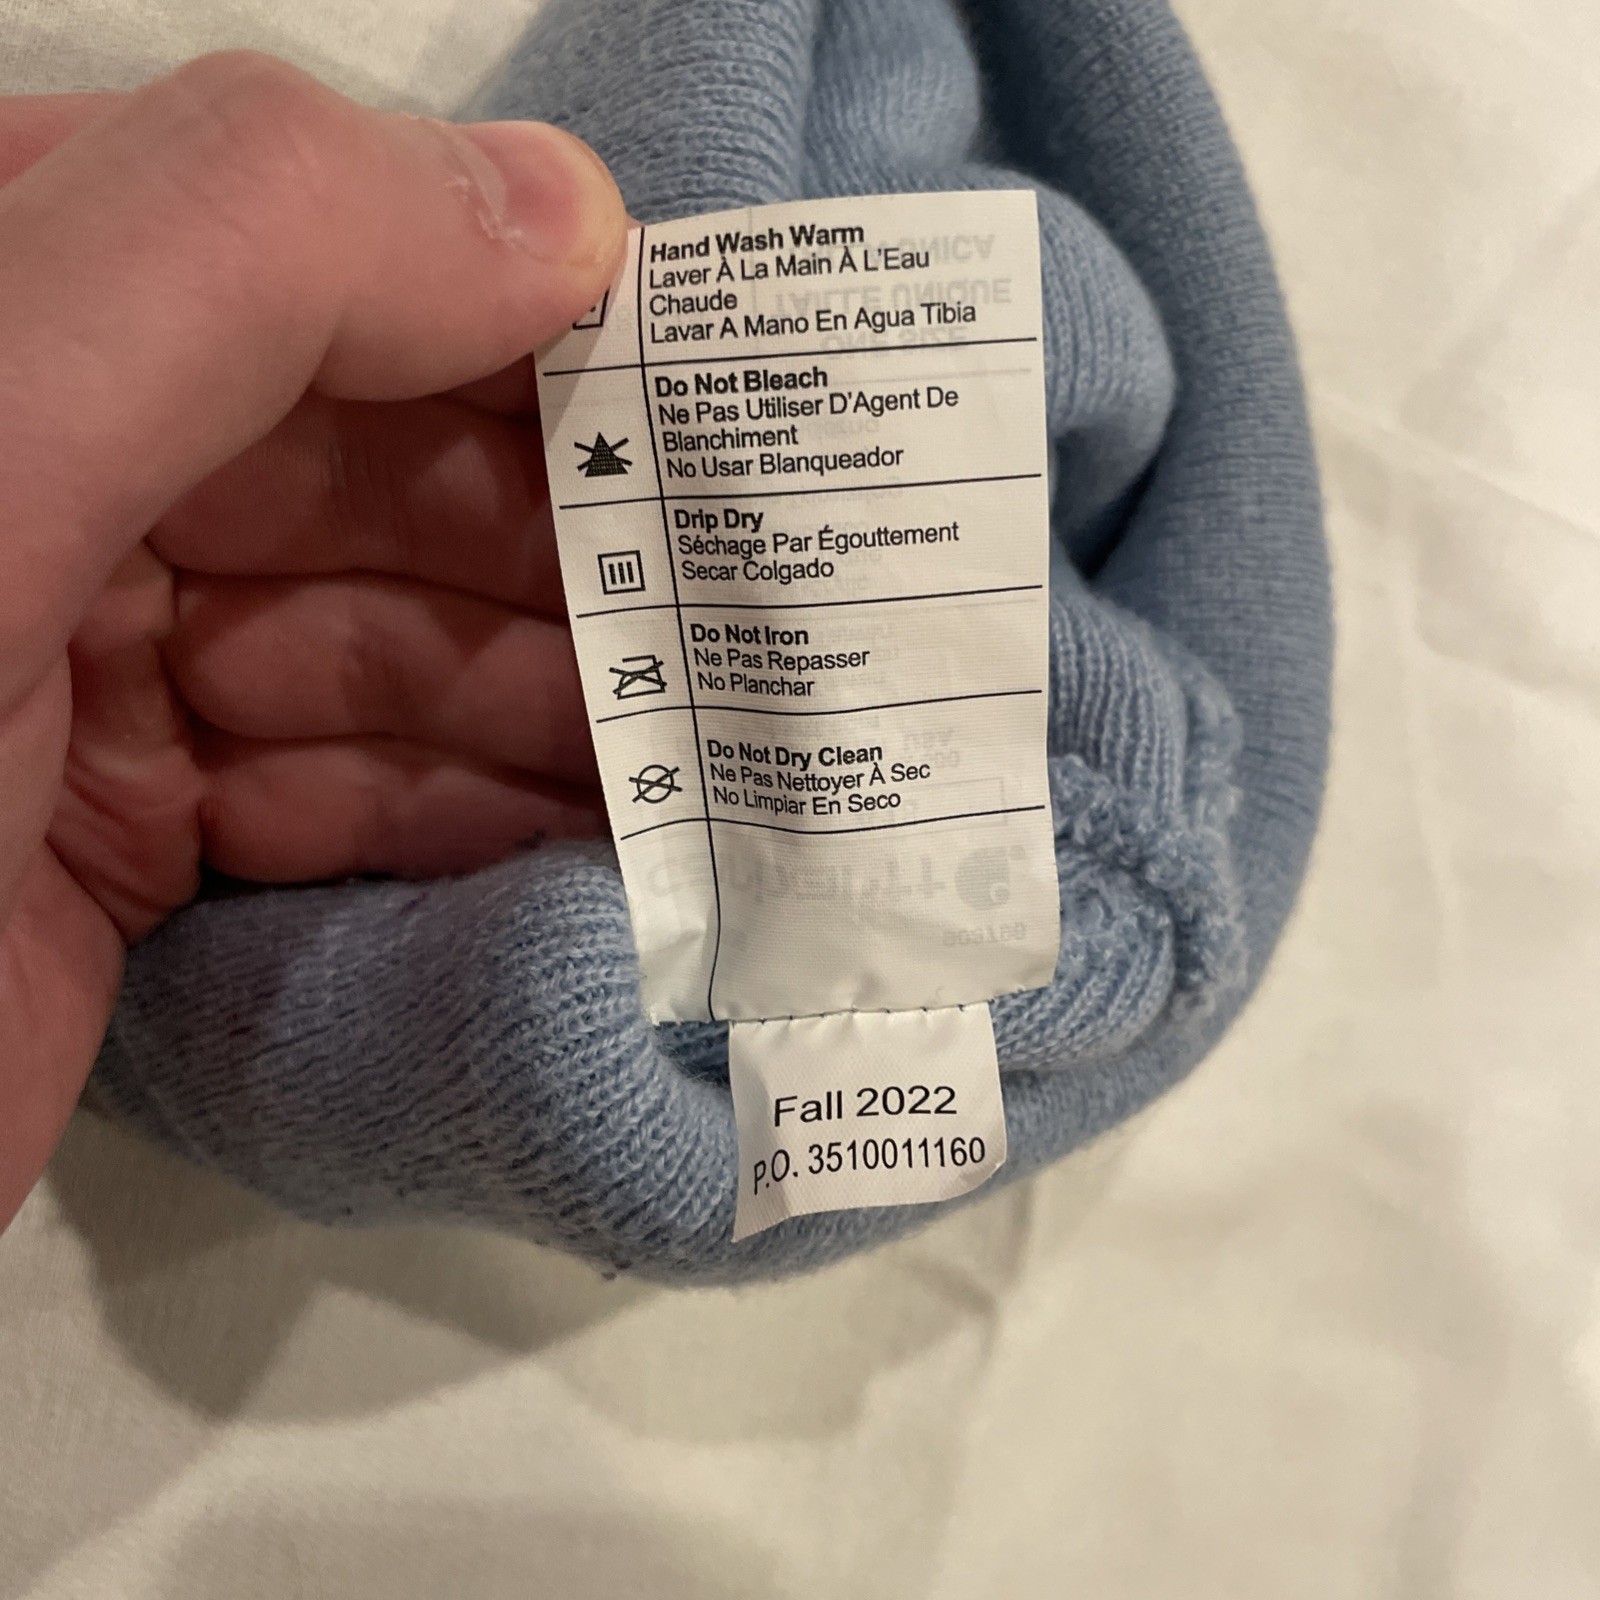 Hand Wash Warm
Laver À La Main À L'Eau
Chaude
Lavar A Mano En Agua Tibia
Do Not Bleach
Ne Pas Utiliser D'Agent De
Blanchiment
No Usar Blanqueador
Drip Dry
Séchage Par Égouttement
Secar Colgado
Do Not Iron
Ne Pas Repasser
No Planchar
Do Not Dry Clean
Ne Pas Nettoyer À Sec
No Limpiar En Seco
Fall 2022
P.O. 3510011160